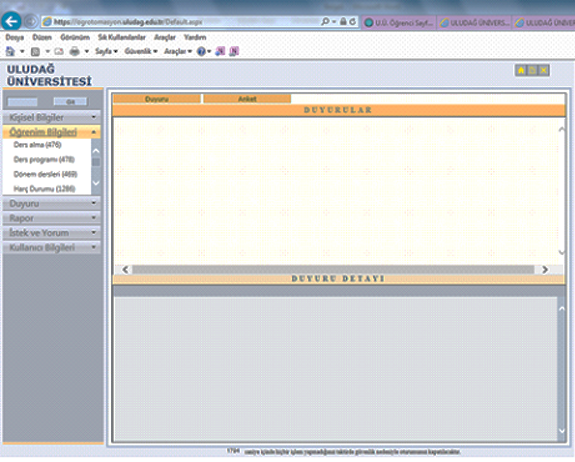 https://ogrotomasyon.uludag.edu.tr/Default.aspx
U.Ü. Öğrenci Sayf...
ULUDAĞ ÜNİVERS...
ULUDAĞ ÜNİVER
Dosya Düzen Görünüm Sık Kullanılanlar Araçlar Yardım
Sayfa Güvenlik Araçlar
ULUDAĞ
ÜNİVERSİTESİ
Git
Duyuru Anket
DUYURULAR
Kişisel Bilgiler
Öğrenim Bilgileri
Ders alma (476)
Ders programı (478)
Dönem dersleri (469)
Harç Durumu (1286)
Duyuru
Rapor
İstek ve Yorum
Kullanıcı Bilgileri
DUYURU DETAYI
1794 saniye içinde hiçbir işlem yapmadığınız taktirde güvenlik nedeniyle oturumunuz kapatılacaktır.